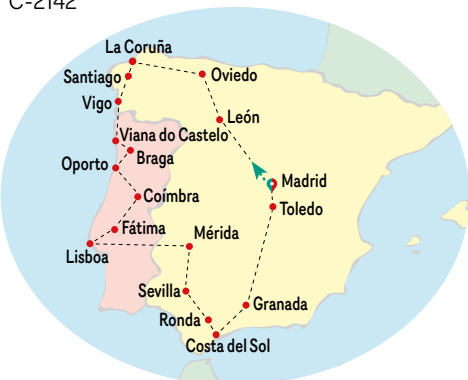 C-2142
La Coruña
Santiago
Oviedo
Vigo
León
Viana do Castelo
Braga
Oporto
Madrid
Coímbra
Toledo
Fátima
Mérida
Lisboa
Sevilla
Granada
Ronda
Costa del Sol